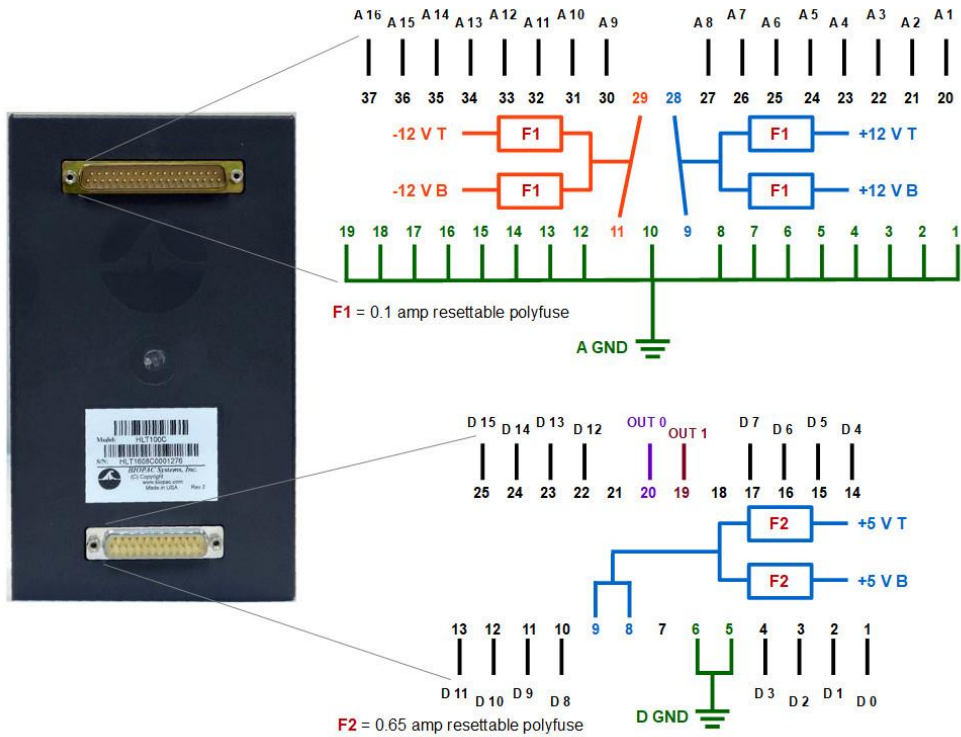 A 16 A 15 A 14 A 13 A 12 A 11 A 10 A 9 A 8 A 7 A 6 A 5 A 4 A 3 A 2 A 1
37 36 35 34 33 32 31 30 29 28 27 26 25 24 23 22 21 20
-12 V T F1 F1 +12 V T
-12 V B F1 F1 +12 V B
19 18 17 16 15 14 13 12 11 10 9 8 7 6 5 4 3 2 1
F1 = 0.1 amp resettable polyfuse
A GND
Model: HLT100C
S/N: HLT1608C0001276
BIOPAC Systems, Inc.
(C) Copyright
www.biopac.com
Made in USA Rev 2
D 15 D 14 D 13 D 12 OUT 0 OUT 1 D 7 D 6 D 5 D 4
25 24 23 22 21 20 19 18 17 16 15 14
F2 +5 V T
F2 +5 V B
13 12 11 10 9 8 7 6 5 4 3 2 1
D 11 D 10 D 9 D 8 D 3 D 2 D 1 D 0
D GND
F2 = 0.65 amp resettable polyfuse